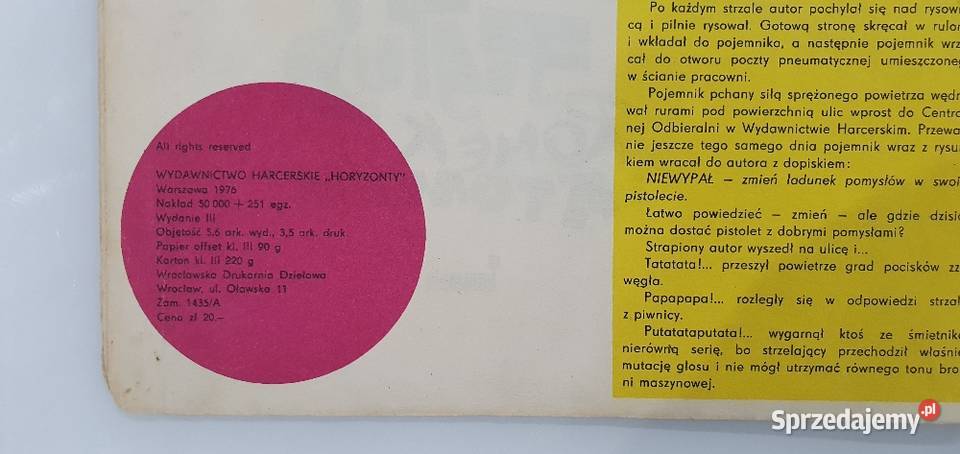 All rights reserved
WYDAWNICTWO HARCERSKIE „HORYZONTY"
Warszawa 1976
Nakład 50 000 + 251 egz.
Wydanie III
Objętość 5,6 ark. wyd., 3,5 ark. druk.
Papier offset kl. III 90 g
Karton kl. III 220 g
Wrocławska Drukarnia Dziełowa
Wrocław, ul. Oławska 11
Zam. 1435/A
Cena zł 20.–
Po każdym strzale autor pochylał się nad rysow
cą i pilnie rysował. Gotową stronę skręcał w rulon
i wkładał do pojemnika, a następnie pojemnik wrz
cał do otworu poczty pneumatycznej umieszczoneg
w ścianie pracowni.
Pojemnik pchany siłą sprężonego powietrza wędr
wał rurami pod powierzchnią ulic wprost do Centra
nej Odbieralni w Wydawnictwie Harcerskim. Przewa
nie jeszcze tego samego dnia pojemnik wraz z rysun
kiem wracał do autora z dopiskiem:
NIEWYPAŁ – zmień ładunek pomysłów w swoi
pistolecie.
Łatwo powiedzieć – zmień – ale gdzie dzisia
można dostać pistolet z dobrymi pomysłami?
Strapiony autor wyszedł na ulicę i...
Tatatata!... przeszył powietrze grad pocisków zz
węgła.
Papapapa!... rozległy się w odpowiedzi strzał
z piwnicy.
Putatataputata!... wygarnął ktoś ze śmietnika
nierówną serię, bo strzelający przechodził właśnie
mutację głosu i nie mógł utrzymać równego tonu bro
ni maszynowej.
Sprzedajemy.pl